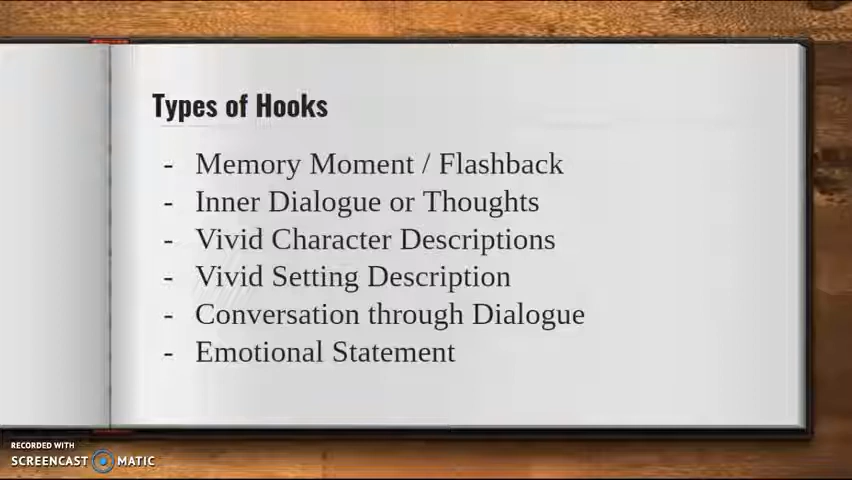 Types of Hooks
- Memory Moment / Flashback
- Inner Dialogue or Thoughts
- Vivid Character Descriptions
- Vivid Setting Description
- Conversation through Dialogue
- Emotional Statement
RECORDED WITH
SCREENCAST MATIC